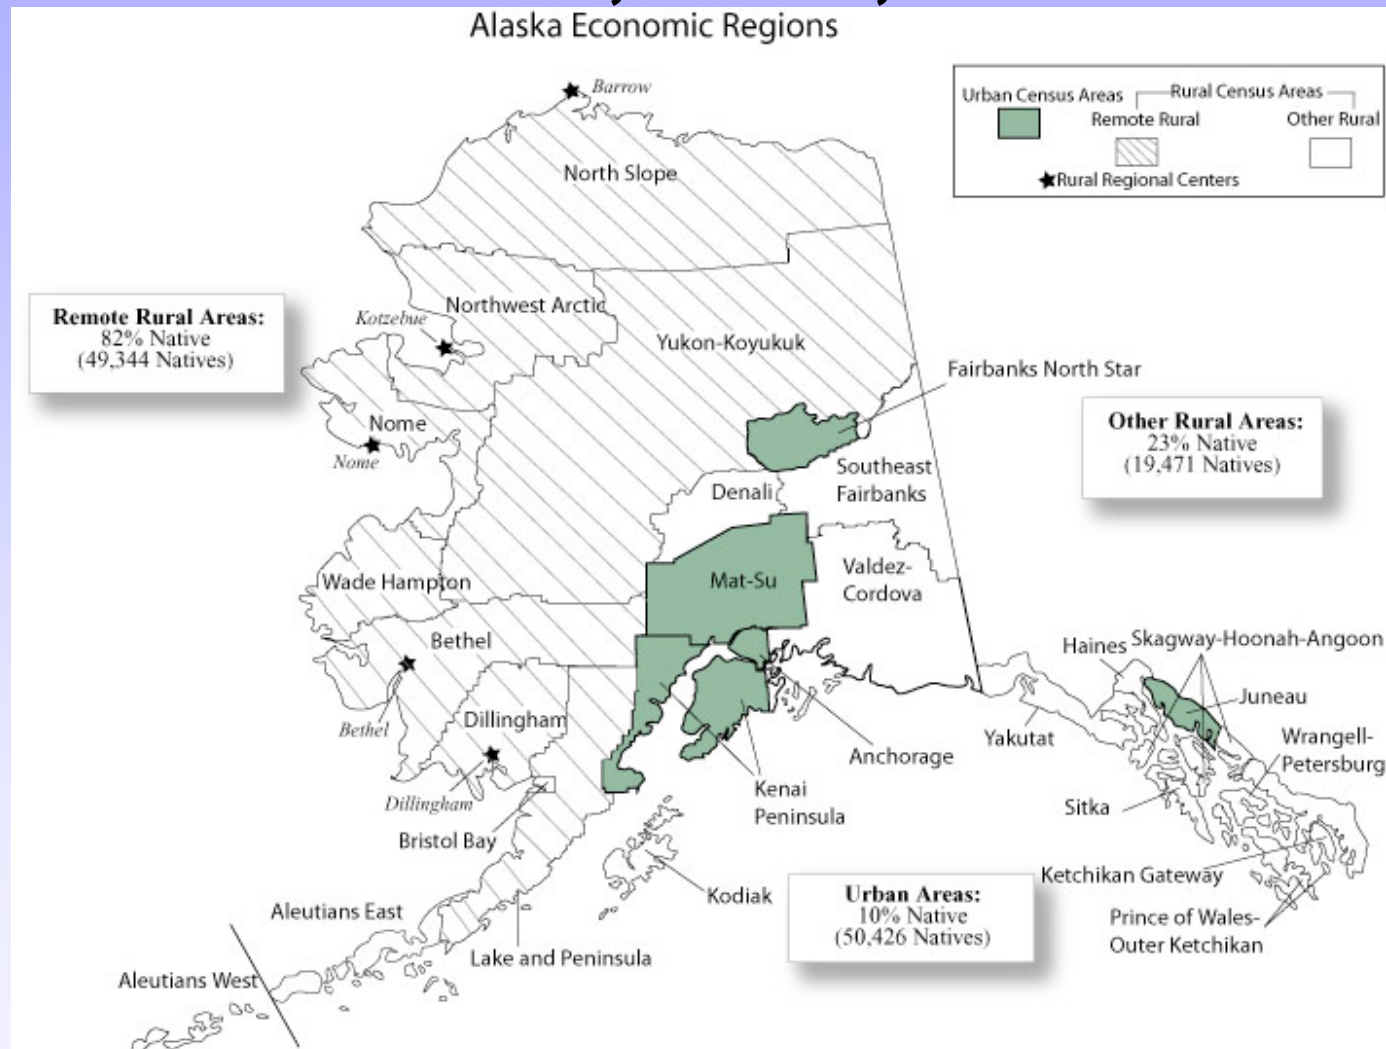 Alaska Economic Regions
Barrow
Urban Census Areas
Rural Census Areas
Remote Rural
Other Rural
Rural Regional Centers
North Slope
Northwest Arctic
Kotzebue
Remote Rural Areas:
82% Native
(49,344 Natives)
Yukon-Koyukuk
Fairbanks North Star
Other Rural Areas:
23% Native
(19,471 Natives)
Nome
Nome
Southeast
Fairbanks
Denali
Wade Hampton
Mat-Su
Valdez-
Cordova
Bethel
Bethel
Haines
Skagway-Hoonah-Angoon
Juneau
Dillingham
Dillingham
Anchorage
Yakutat
Wrangell-
Petersburg
Kenai
Peninsula
Sitka
Bristol Bay
Kodiak
Ketchikan Gateway
Urban Areas:
10% Native
(50,426 Natives)
Prince of Wales-
Outer Ketchikan
Aleutians East
Lake and Peninsula
Aleutians West